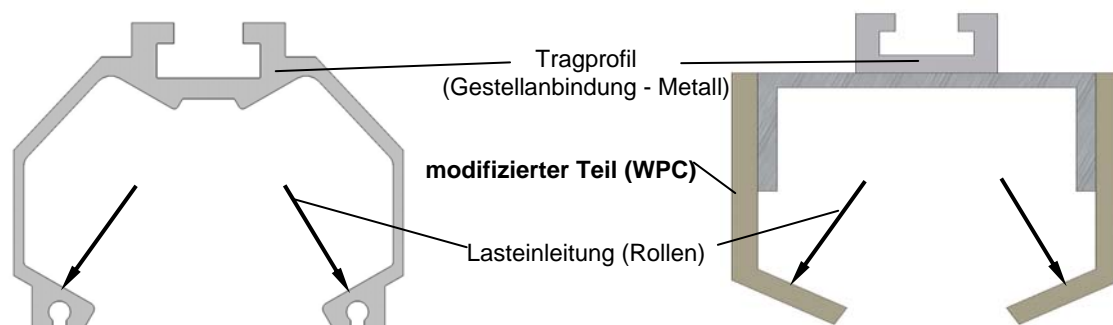 Tragprofil
(Gestellanbindung - Metall)
modifizierter Teil (WPC)
Lasteinleitung (Rollen)